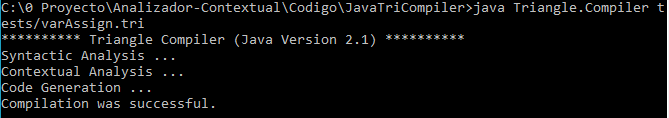 C:\0 Proyecto\Analizador-Contextual\Codigo\JavaTriCompiler>java Triangle.Compiler t
ests/varAssign.tri
********** Triangle Compiler (Java Version 2.1) **********
Syntactic Analysis ...
Contextual Analysis ...
Code Generation ...
Compilation was successful.